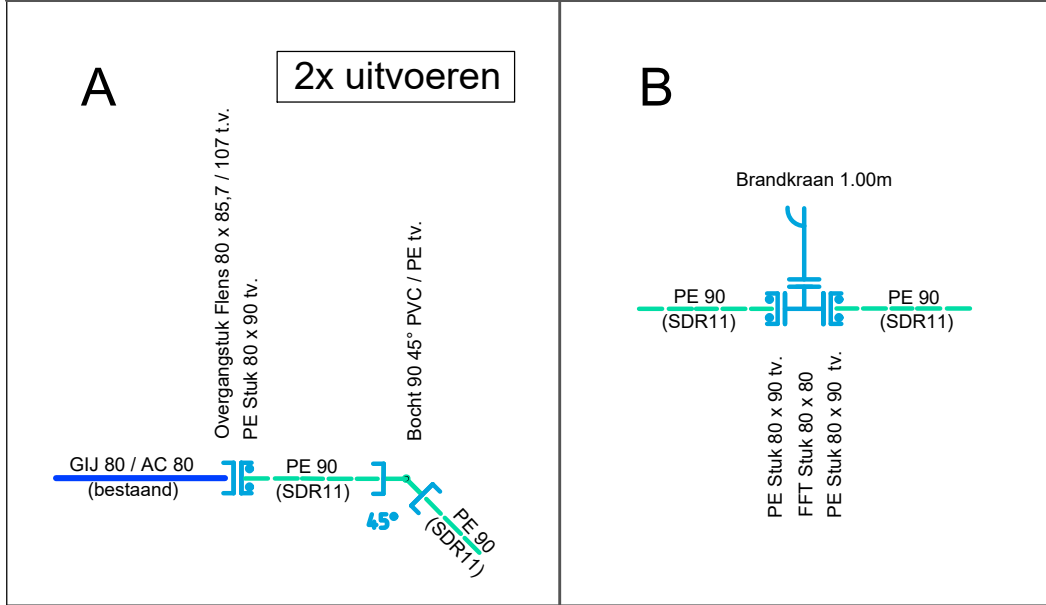 A
2x uitvoeren
Overgangstuk Flens 80 x 85,7 / 107 t.v.
PE Stuk 80 x 90 tv.
Bocht 90 45° PVC / PE tv.
GIJ 80 / AC 80
(bestaand)
PE 90
(SDR11)
45°
PE 90
(SDR11)
B
Brandkraan 1.00m
PE 90
(SDR11)
PE 90
(SDR11)
PE Stuk 80 x 90 tv.
FFT Stuk 80 x 80
PE Stuk 80 x 90 tv.